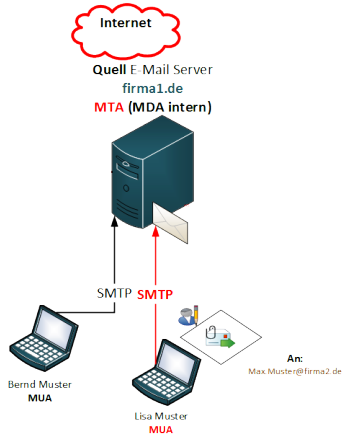 Internet
Quell E-Mail Server
firma1.de
MTA (MDA intern)
SMTP SMTP
An:
Max.Muster@firma2.de
Bernd Muster
MUA
Lisa Muster
MUA